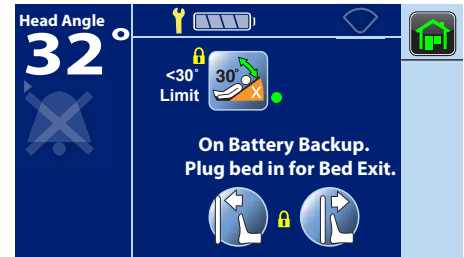 Head Angle
32°
<30°
Limit
30°
X
On Battery Backup.
Plug bed in for Bed Exit.